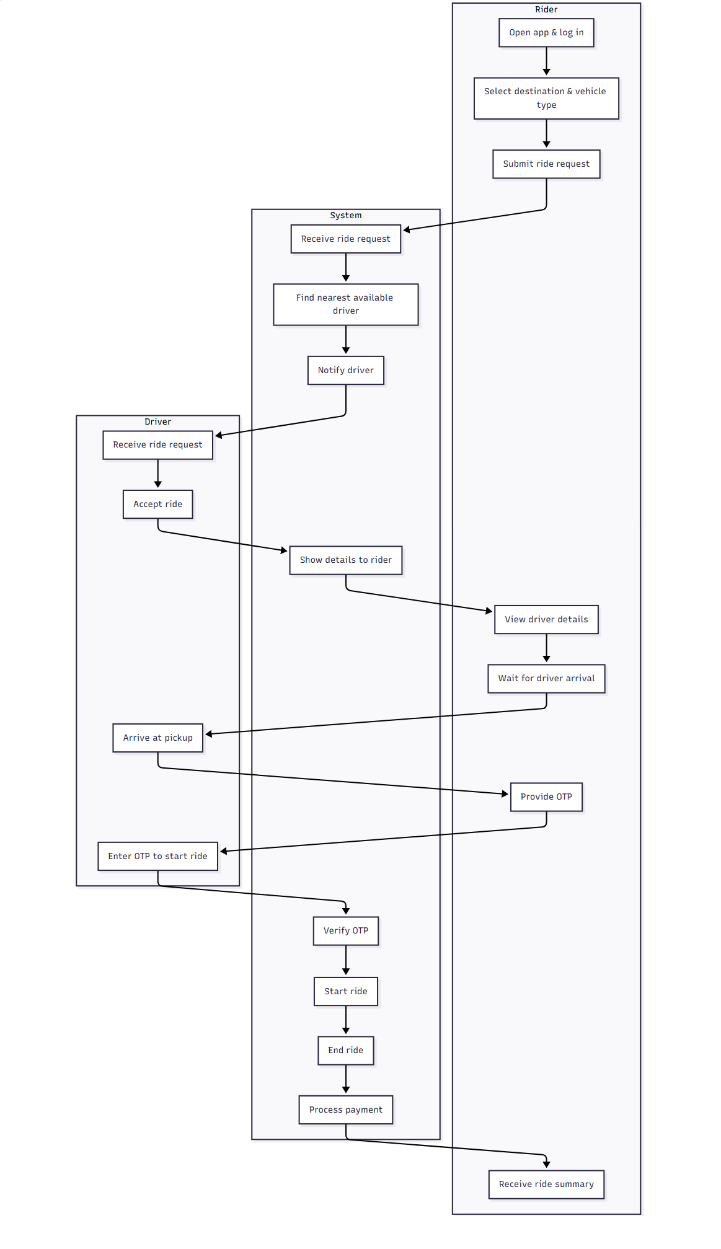 Rider
Open app & log in
Select destination & vehicle
type
Submit ride request
System
Receive ride request
Find nearest available
driver
Notify driver
Driver
Receive ride request
Accept ride
Show details to rider
View driver details
Wait for driver arrival
Arrive at pickup
Provide OTP
Enter OTP to start ride
Verify OTP
Start ride
End ride
Process payment
Receive ride summary